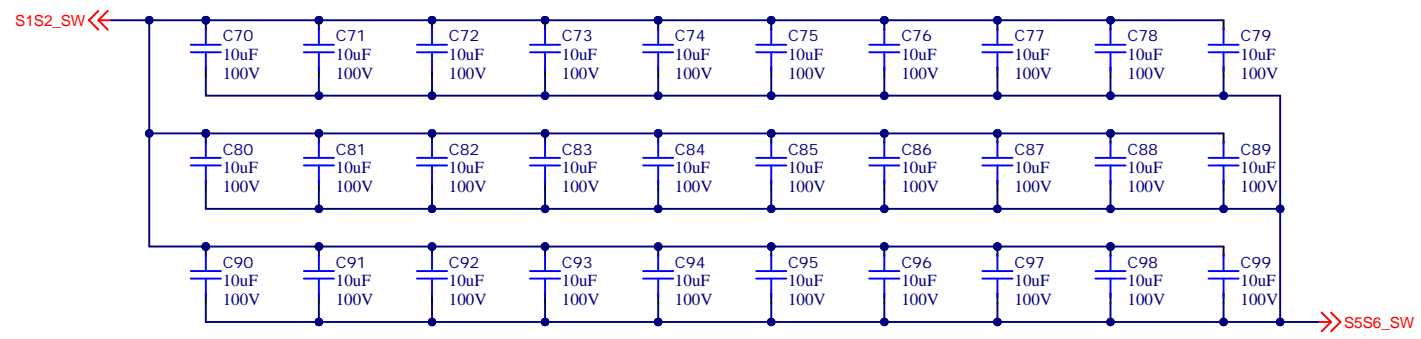 S1S2_SW
C70 C71 C72 C73 C74 C75 C76 C77 C78 C79
10uF 10uF 10uF 10uF 10uF 10uF 10uF 10uF 10uF 10uF
100V 100V 100V 100V 100V 100V 100V 100V 100V 100V
C80 C81 C82 C83 C84 C85 C86 C87 C88 C89
10uF 10uF 10uF 10uF 10uF 10uF 10uF 10uF 10uF 10uF
100V 100V 100V 100V 100V 100V 100V 100V 100V 100V
C90 C91 C92 C93 C94 C95 C96 C97 C98 C99
10uF 10uF 10uF 10uF 10uF 10uF 10uF 10uF 10uF 10uF
100V 100V 100V 100V 100V 100V 100V 100V 100V 100V
S5S6_SW